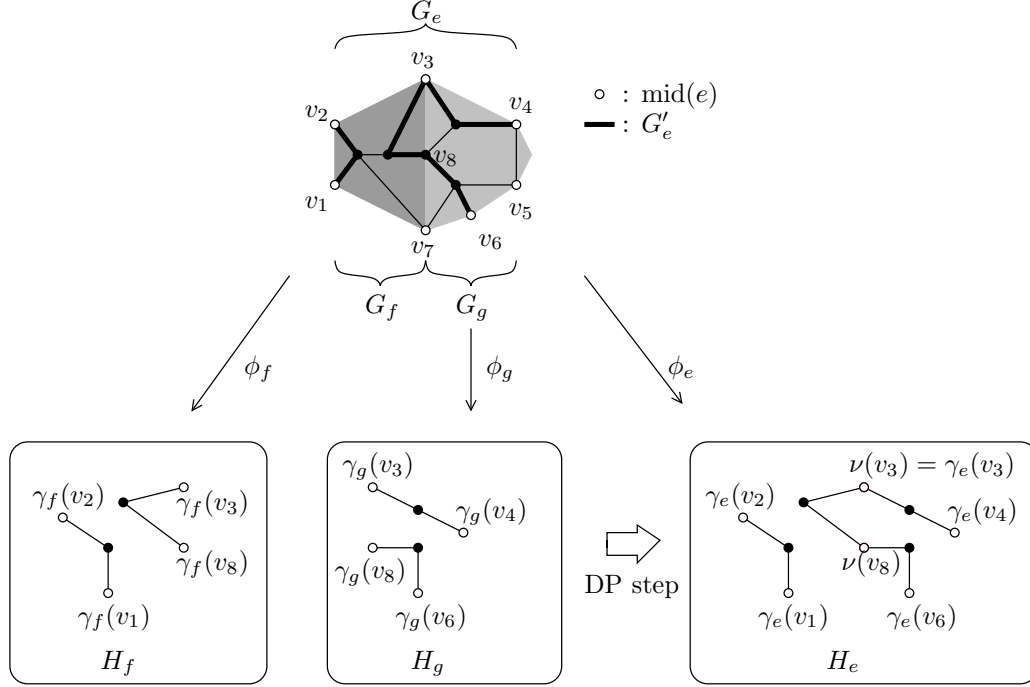 G_e
v_3
○ : mid(e)
v_2
v_4
━ : G'_e
v_8
v_1
v_5
v_7
v_6
G_f
G_g
ϕ_f
ϕ_g
ϕ_e
γ_g(v_3)
ν(v_3) = γ_e(v_3)
γ_f(v_2)
γ_f(v_3)
γ_e(v_2)
γ_g(v_4)
γ_e(v_4)
γ_f(v_8)
γ_g(v_8)
ν(v_8)
DP step
γ_f(v_1)
γ_g(v_6)
γ_e(v_1)
γ_e(v_6)
H_f
H_g
H_e